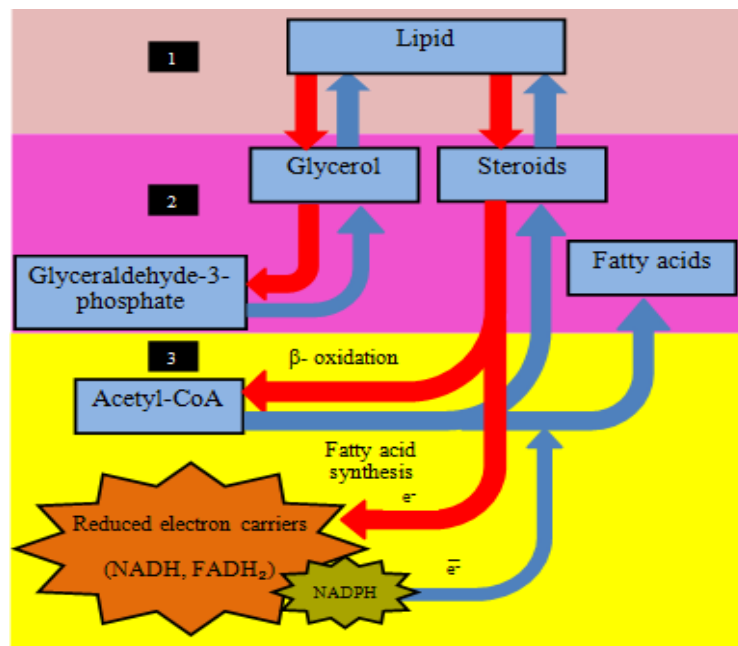 1
Lipid
Glycerol
Steroids
2
Glyceraldehyde-3-
phosphate
Fatty acids
3
β- oxidation
Acetyl-CoA
Fatty acid
synthesis
e-
Reduced electron carriers
(NADH, FADH₂)
NADPH
e-